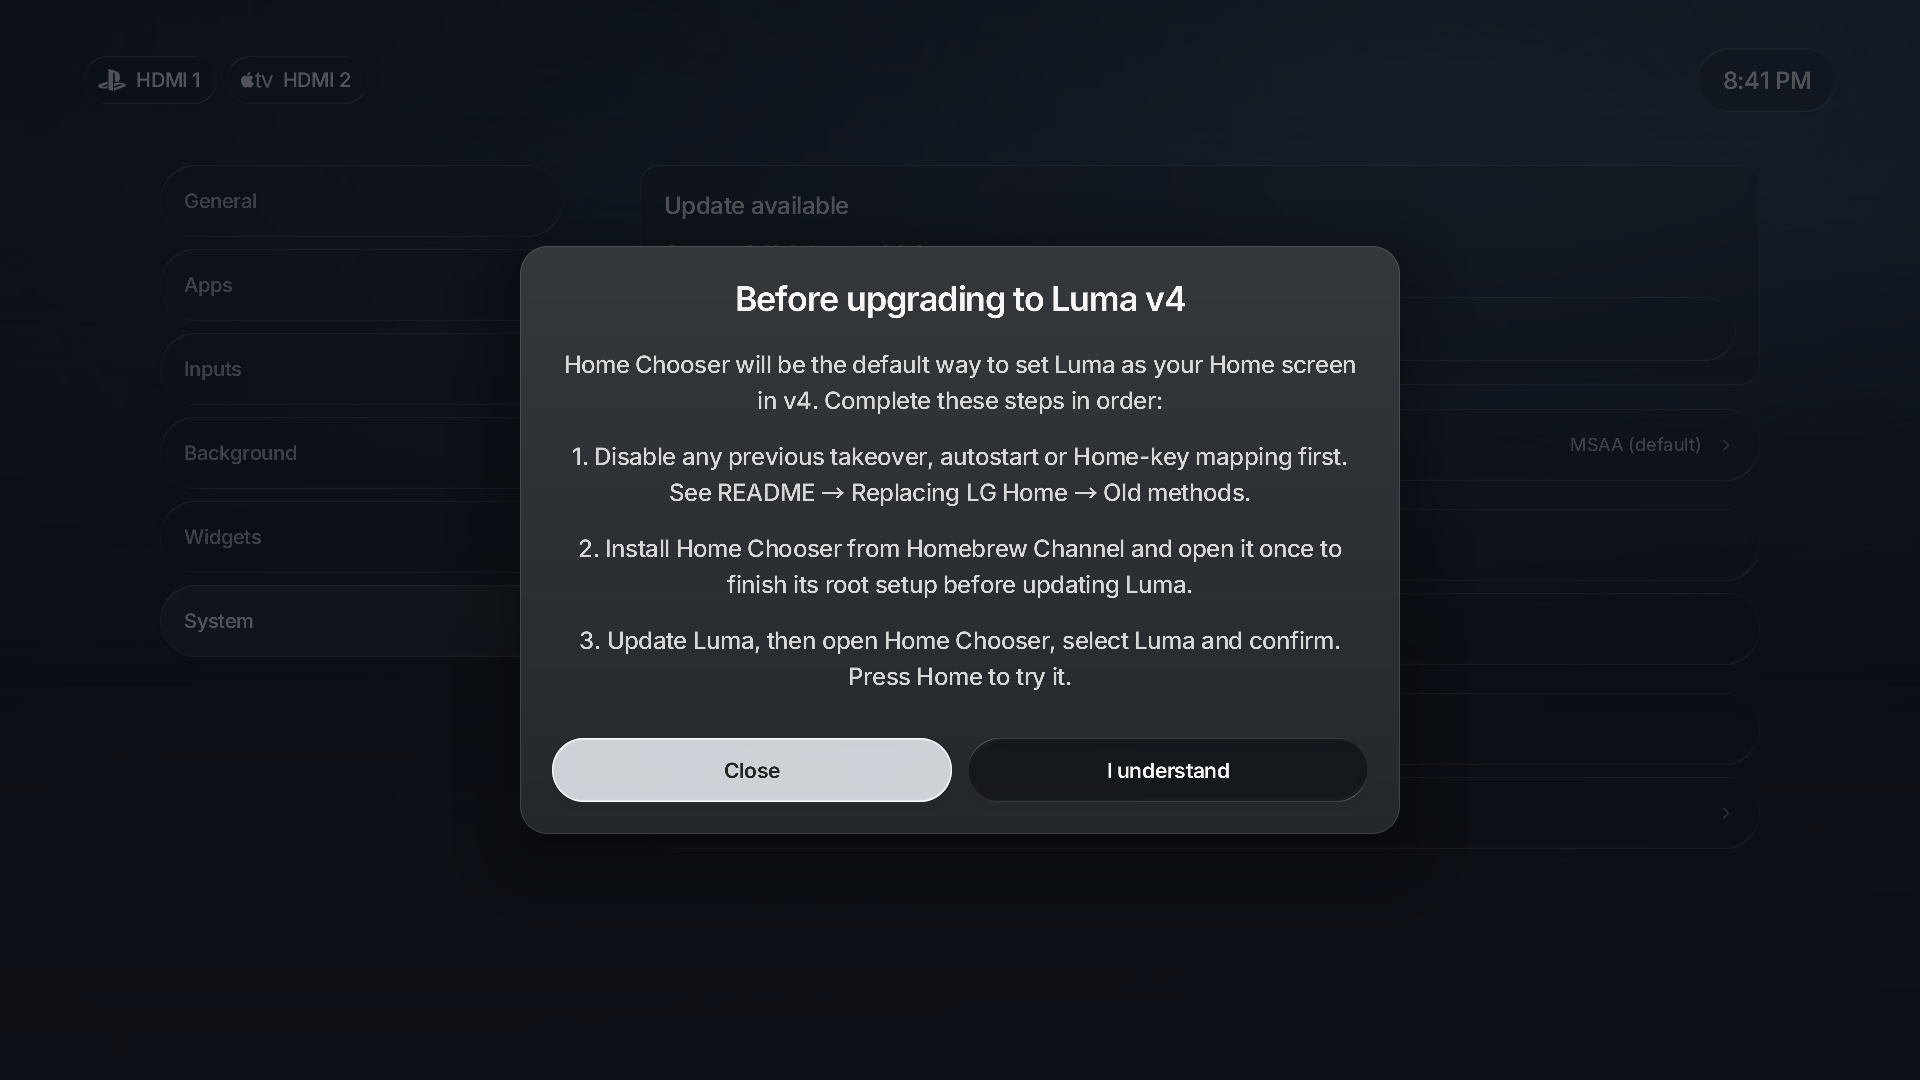 HDMI 1
tv HDMI 2
8:41 PM
General
Apps
Inputs
Background
Widgets
System
Update available
MSAA (default)
Before upgrading to Luma v4
Home Chooser will be the default way to set Luma as your Home screen
in v4. Complete these steps in order:
1. Disable any previous takeover, autostart or Home-key mapping first.
See README → Replacing LG Home → Old methods.
2. Install Home Chooser from Homebrew Channel and open it once to
finish its root setup before updating Luma.
3. Update Luma, then open Home Chooser, select Luma and confirm.
Press Home to try it.
Close
I understand